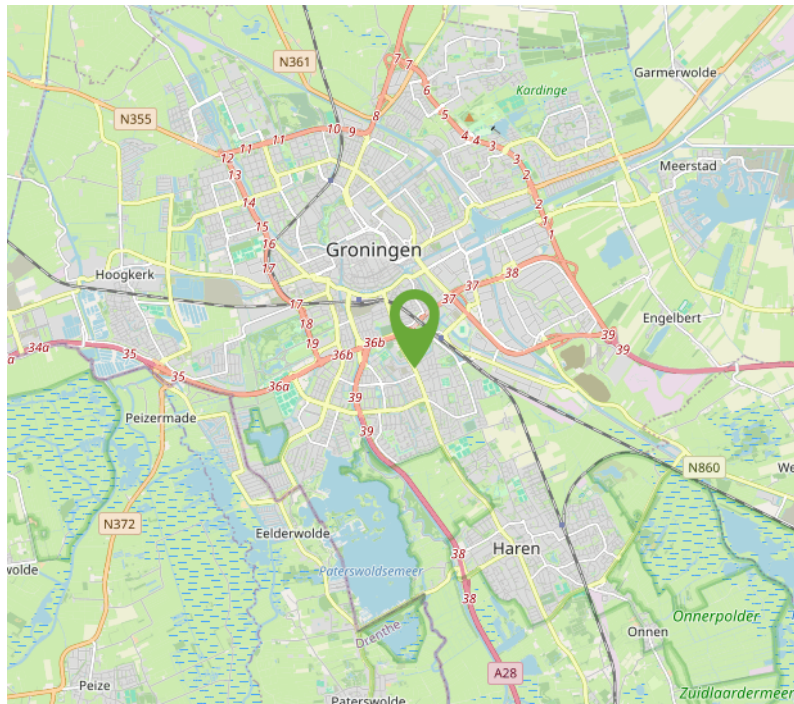 N361
7
7
Garmerwolde
6
Kardinge
N355
8
5
10
9
11
11
4
4
3
12
3
Meerstad
13
2
14
2
15
1
Groningen
1
16
17
Hoogkerk
38
37
17
37
Engelbert
18
39
19
36b
34a
35
36b
39
a
35
36a
39
Peizermade
39
N860
We
N372
Eelderwolde
Haren
38
wolde
Paterswoldsemeer
38
Onnerpolder
Drenthe
Onnen
A28
Peize
Zuidlaardermeer
Paterswolde